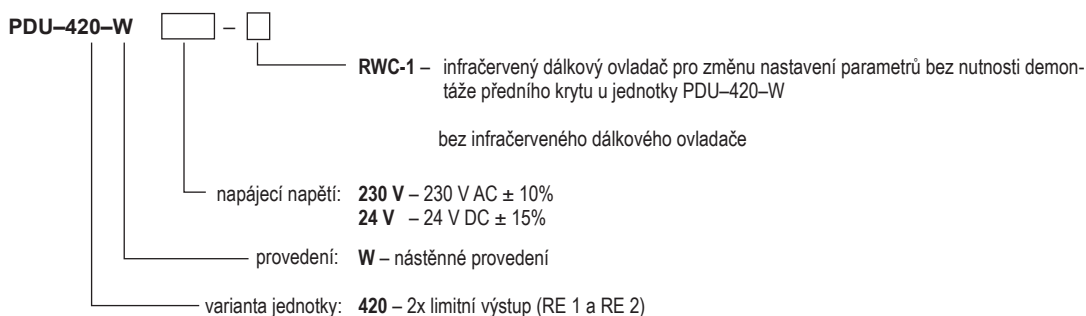 PDU–420–W –
RWC-1 – infračervený dálkový ovladač pro změnu nastavení parametrů bez nutnosti demon-
táže předního krytu u jednotky PDU–420–W
bez infračerveného dálkového ovladače
napájecí napětí: 230 V – 230 V AC ± 10%
24 V – 24 V DC ± 15%
provedení: W – nástěnné provedení
varianta jednotky: 420 – 2x limitní výstup (RE 1 a RE 2)